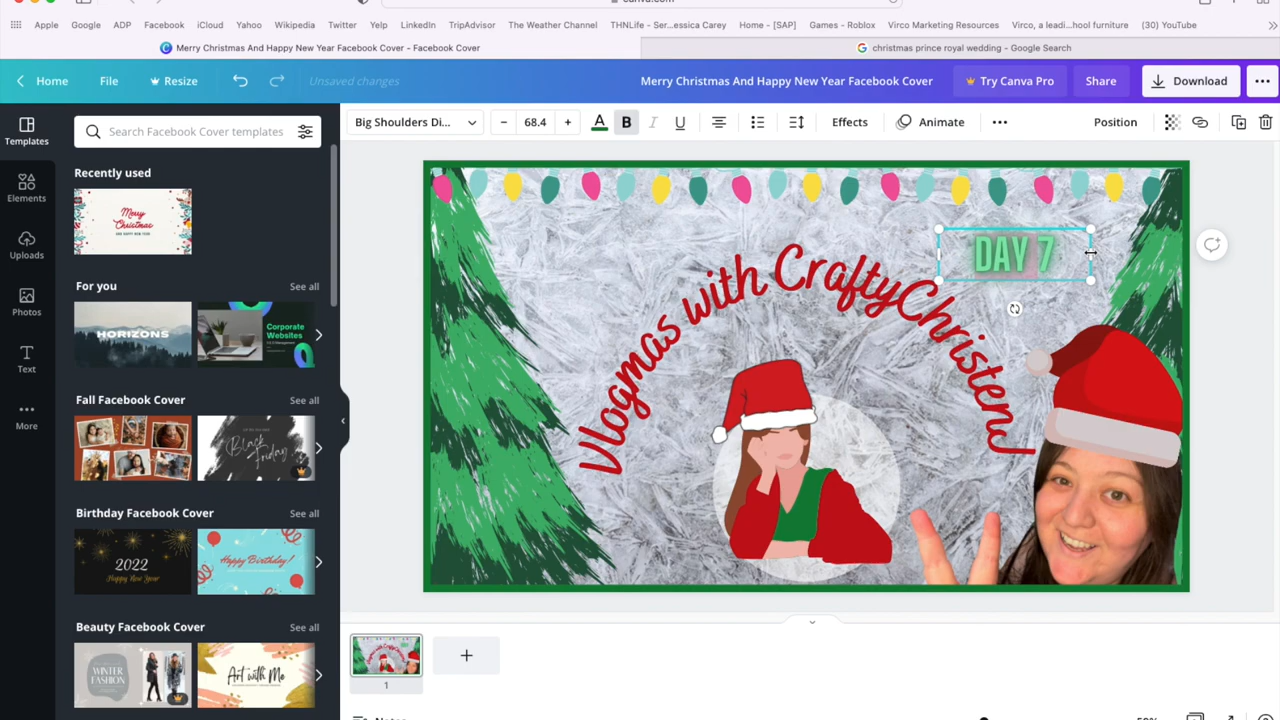 Apple Google ADP Facebook iCloud Yahoo Wikipedia Twitter Yelp LinkedIn TripAdvisor The Weather Channel THNLife - Ser...essica Carey Home - [SAP] Games - Roblox Virco Marketing Resources Virco, a leadi...hool furniture (30) YouTube
Merry Christmas And Happy New Year Facebook Cover - Facebook Cover
christmas prince royal wedding - Google Search
Home File Resize Unsaved changes Merry Christmas And Happy New Year Facebook Cover Try Canva Pro Share Download
Big Shoulders Di... 68.4 A B I U Effects Animate Position
Templates
Elements
Uploads
Photos
Text
More
Search Facebook Cover templates
Recently used
Merry
Christmas
AND HAPPY NEW YEAR
For you See all
HORIZONS
Corporate
Websites
Fall Facebook Cover See all
Black
Friday
Birthday Facebook Cover See all
2022
Happy New Year
Happy Birthday!
Beauty Facebook Cover See all
WINTER
FASHION
Art with Me
DAY 7
Vlogmas with CraftyChristen
1